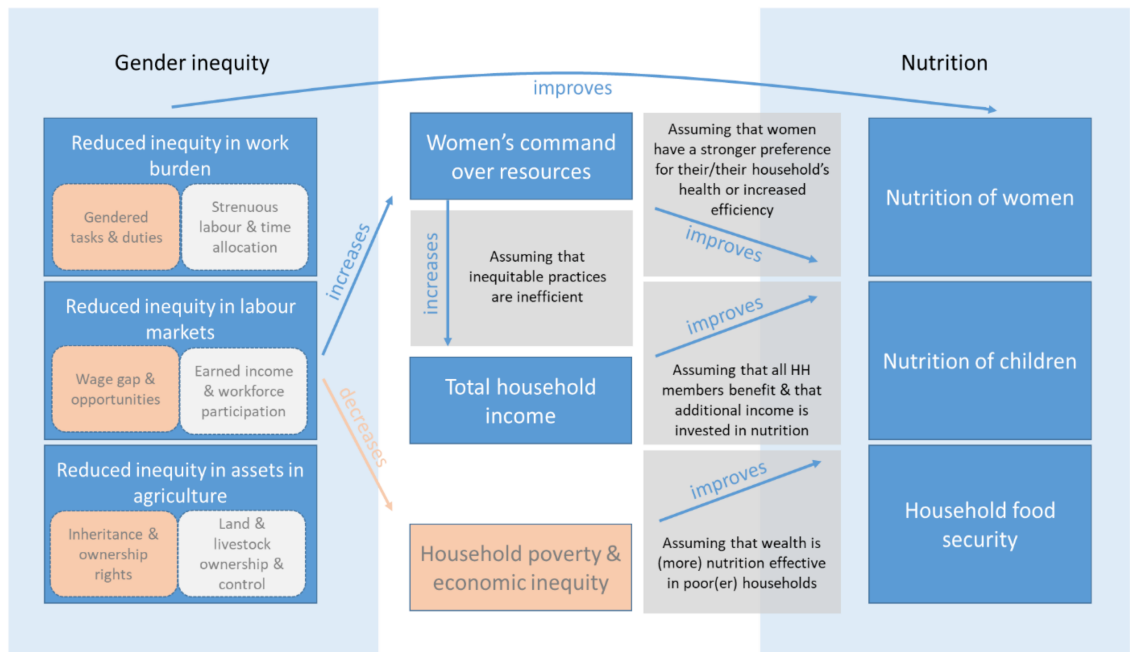 Gender inequity
Nutrition
improves
Reduced inequity in work
burden
Gendered
tasks & duties
Strenuous
labour & time
allocation
Reduced inequity in labour
markets
Wage gap &
opportunities
Earned income
& workforce
participation
Reduced inequity in assets in
agriculture
Inheritance &
ownership
rights
Land &
livestock
ownership &
control
increases
decreases
Women's command
over resources
increases
Assuming that
inequitable practices
are inefficient
Total household
income
Household poverty &
economic inequity
Assuming that women
have a stronger preference
for their/their household's
health or increased
efficiency
improves
improves
Assuming that all HH
members benefit & that
additional income is
invested in nutrition
improves
Assuming that wealth is
(more) nutrition effective
in poor(er) households
Nutrition of women
Nutrition of children
Household food
security